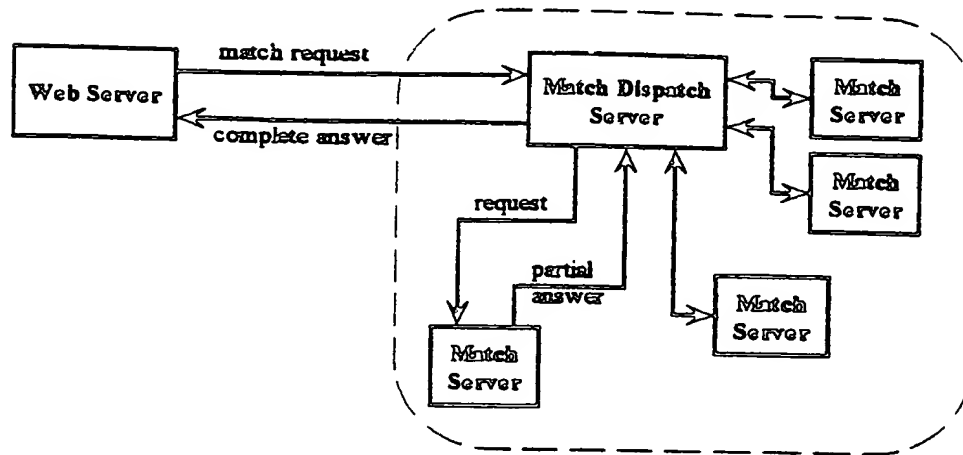 match request
Web Server
complete answer
Match Dispatch
Server
Match
Server
Match
Server
request
partial
answer
Match
Server
Match
Server